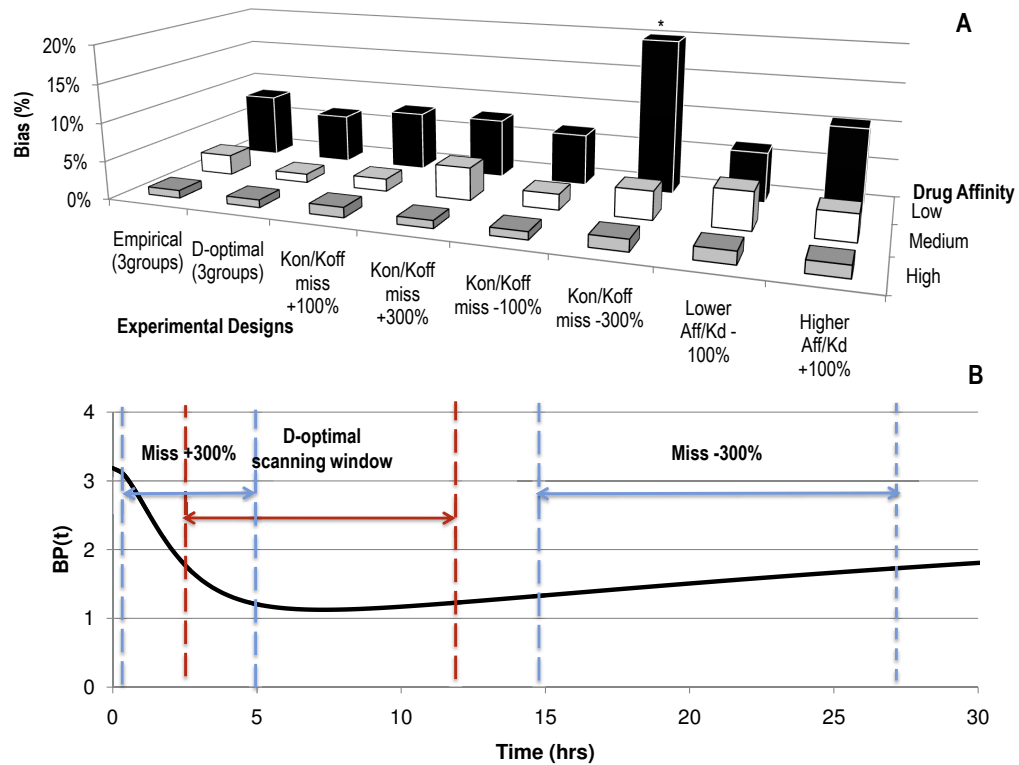 A
*
20%
15%
10%
5%
0%
Bias (%)
Drug Affinity
Low
Medium
High
Empirical
(3groups)
D-optimal
(3groups)
Kon/Koff
miss
+100%
Kon/Koff
miss
+300%
Kon/Koff
miss -100%
Kon/Koff
miss -300%
Lower
Aff/Kd -
100%
Higher
Aff/Kd
+100%
Experimental Designs
B
4
3
2
1
0
BP(t)
Miss +300%
D-optimal
scanning window
Miss -300%
0
5
10
15
20
25
30
Time (hrs)